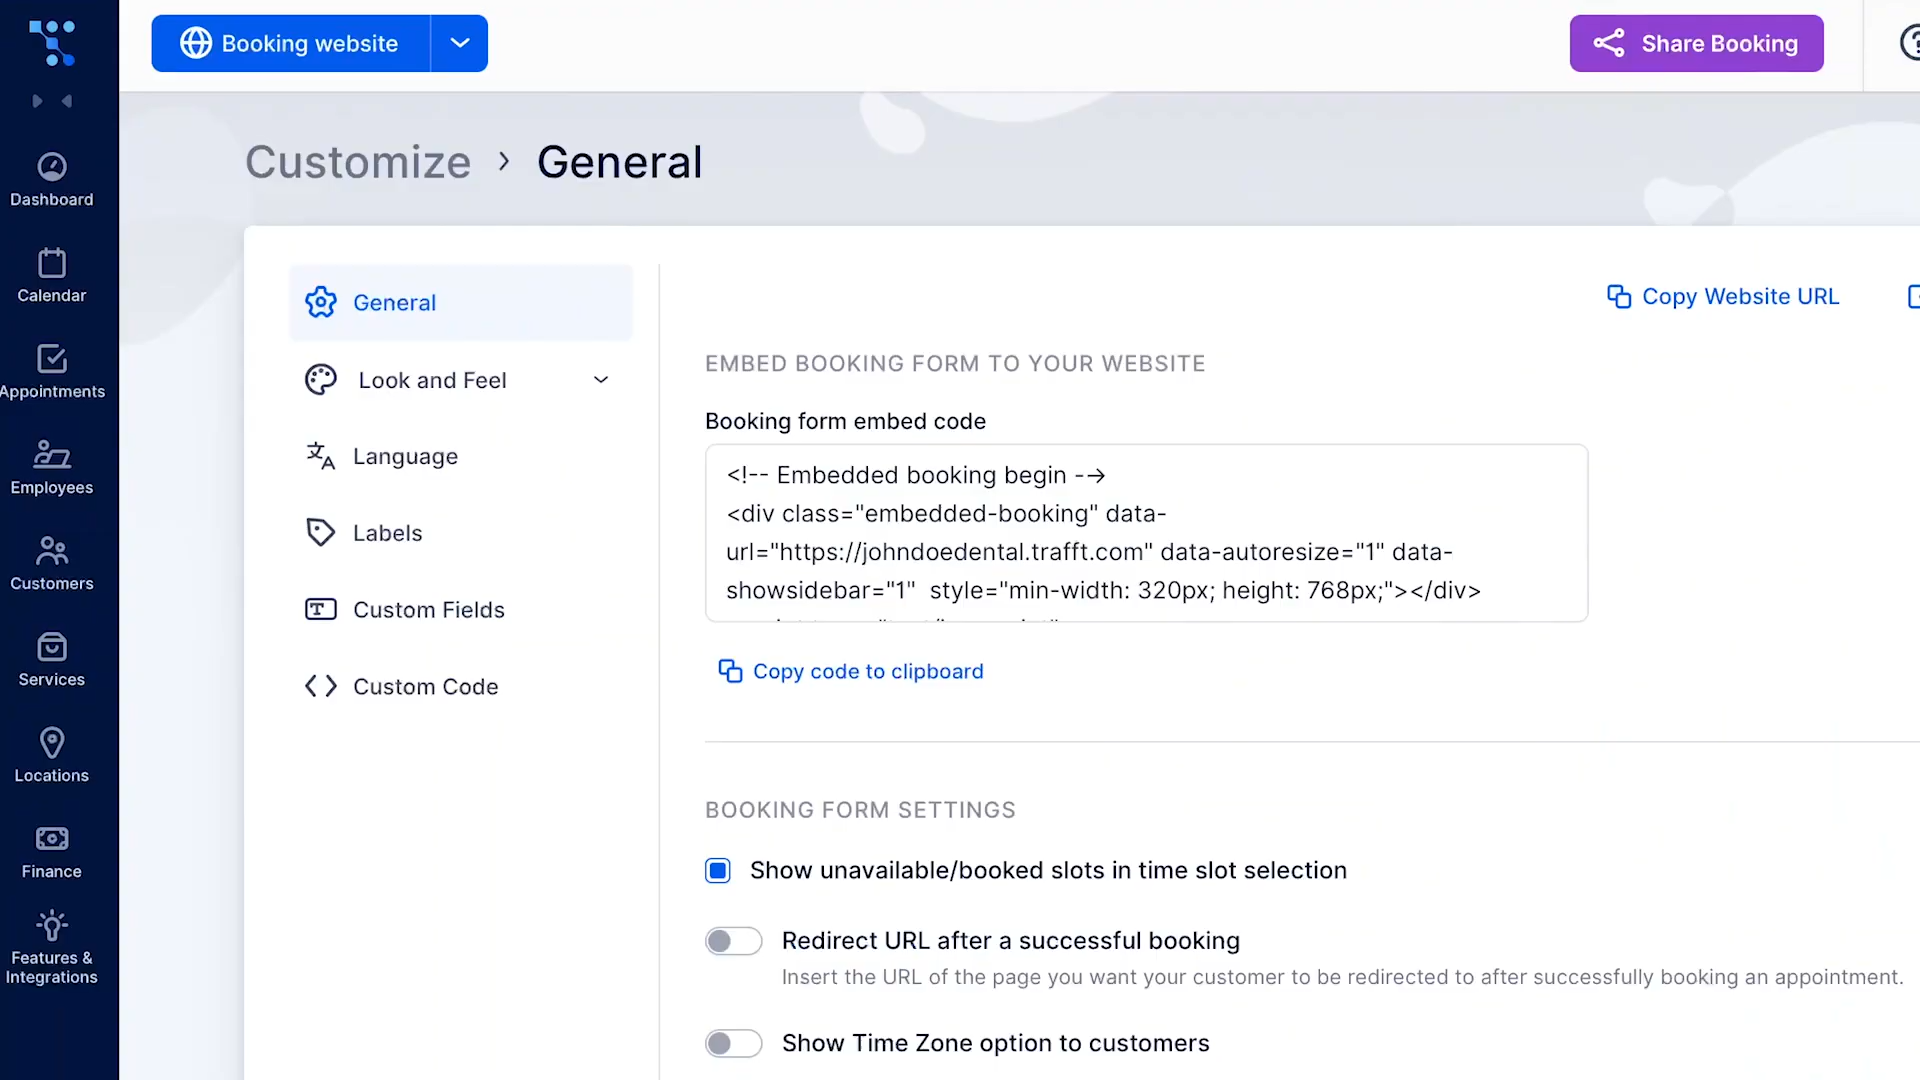 Booking website
Share Booking
Dashboard
Calendar
Appointments
Employees
Customers
Services
Locations
Finance
Features &
Integrations
Customize › General
General
Look and Feel
Language
Labels
Custom Fields
Custom Code
Copy Website URL
EMBED BOOKING FORM TO YOUR WEBSITE
Booking form embed code
<!-- Embedded booking begin -->
<div class="embedded-booking" data-
url="https://johndoedental.trafft.com" data-autoresize="1" data-
showsidebar="1"  style="min-width: 320px; height: 768px;"></div>
Copy code to clipboard
BOOKING FORM SETTINGS
Show unavailable/booked slots in time slot selection
Redirect URL after a successful booking
Insert the URL of the page you want your customer to be redirected to after successfully booking an appointment.
Show Time Zone option to customers